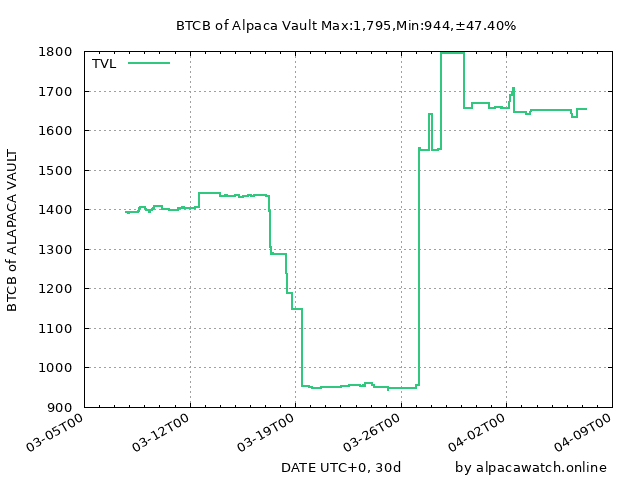 BTCB of Alpaca Vault Max:1,795,Min:944,±47.40%
TVL
1800
1700
1600
1500
1400
1300
1200
1100
1000
900
BTCB of ALAPACA VAULT
03-05T00
03-12T00
03-19T00
03-26T00
04-02T00
04-09T00
DATE UTC+0, 30d
by alpacawatch.online